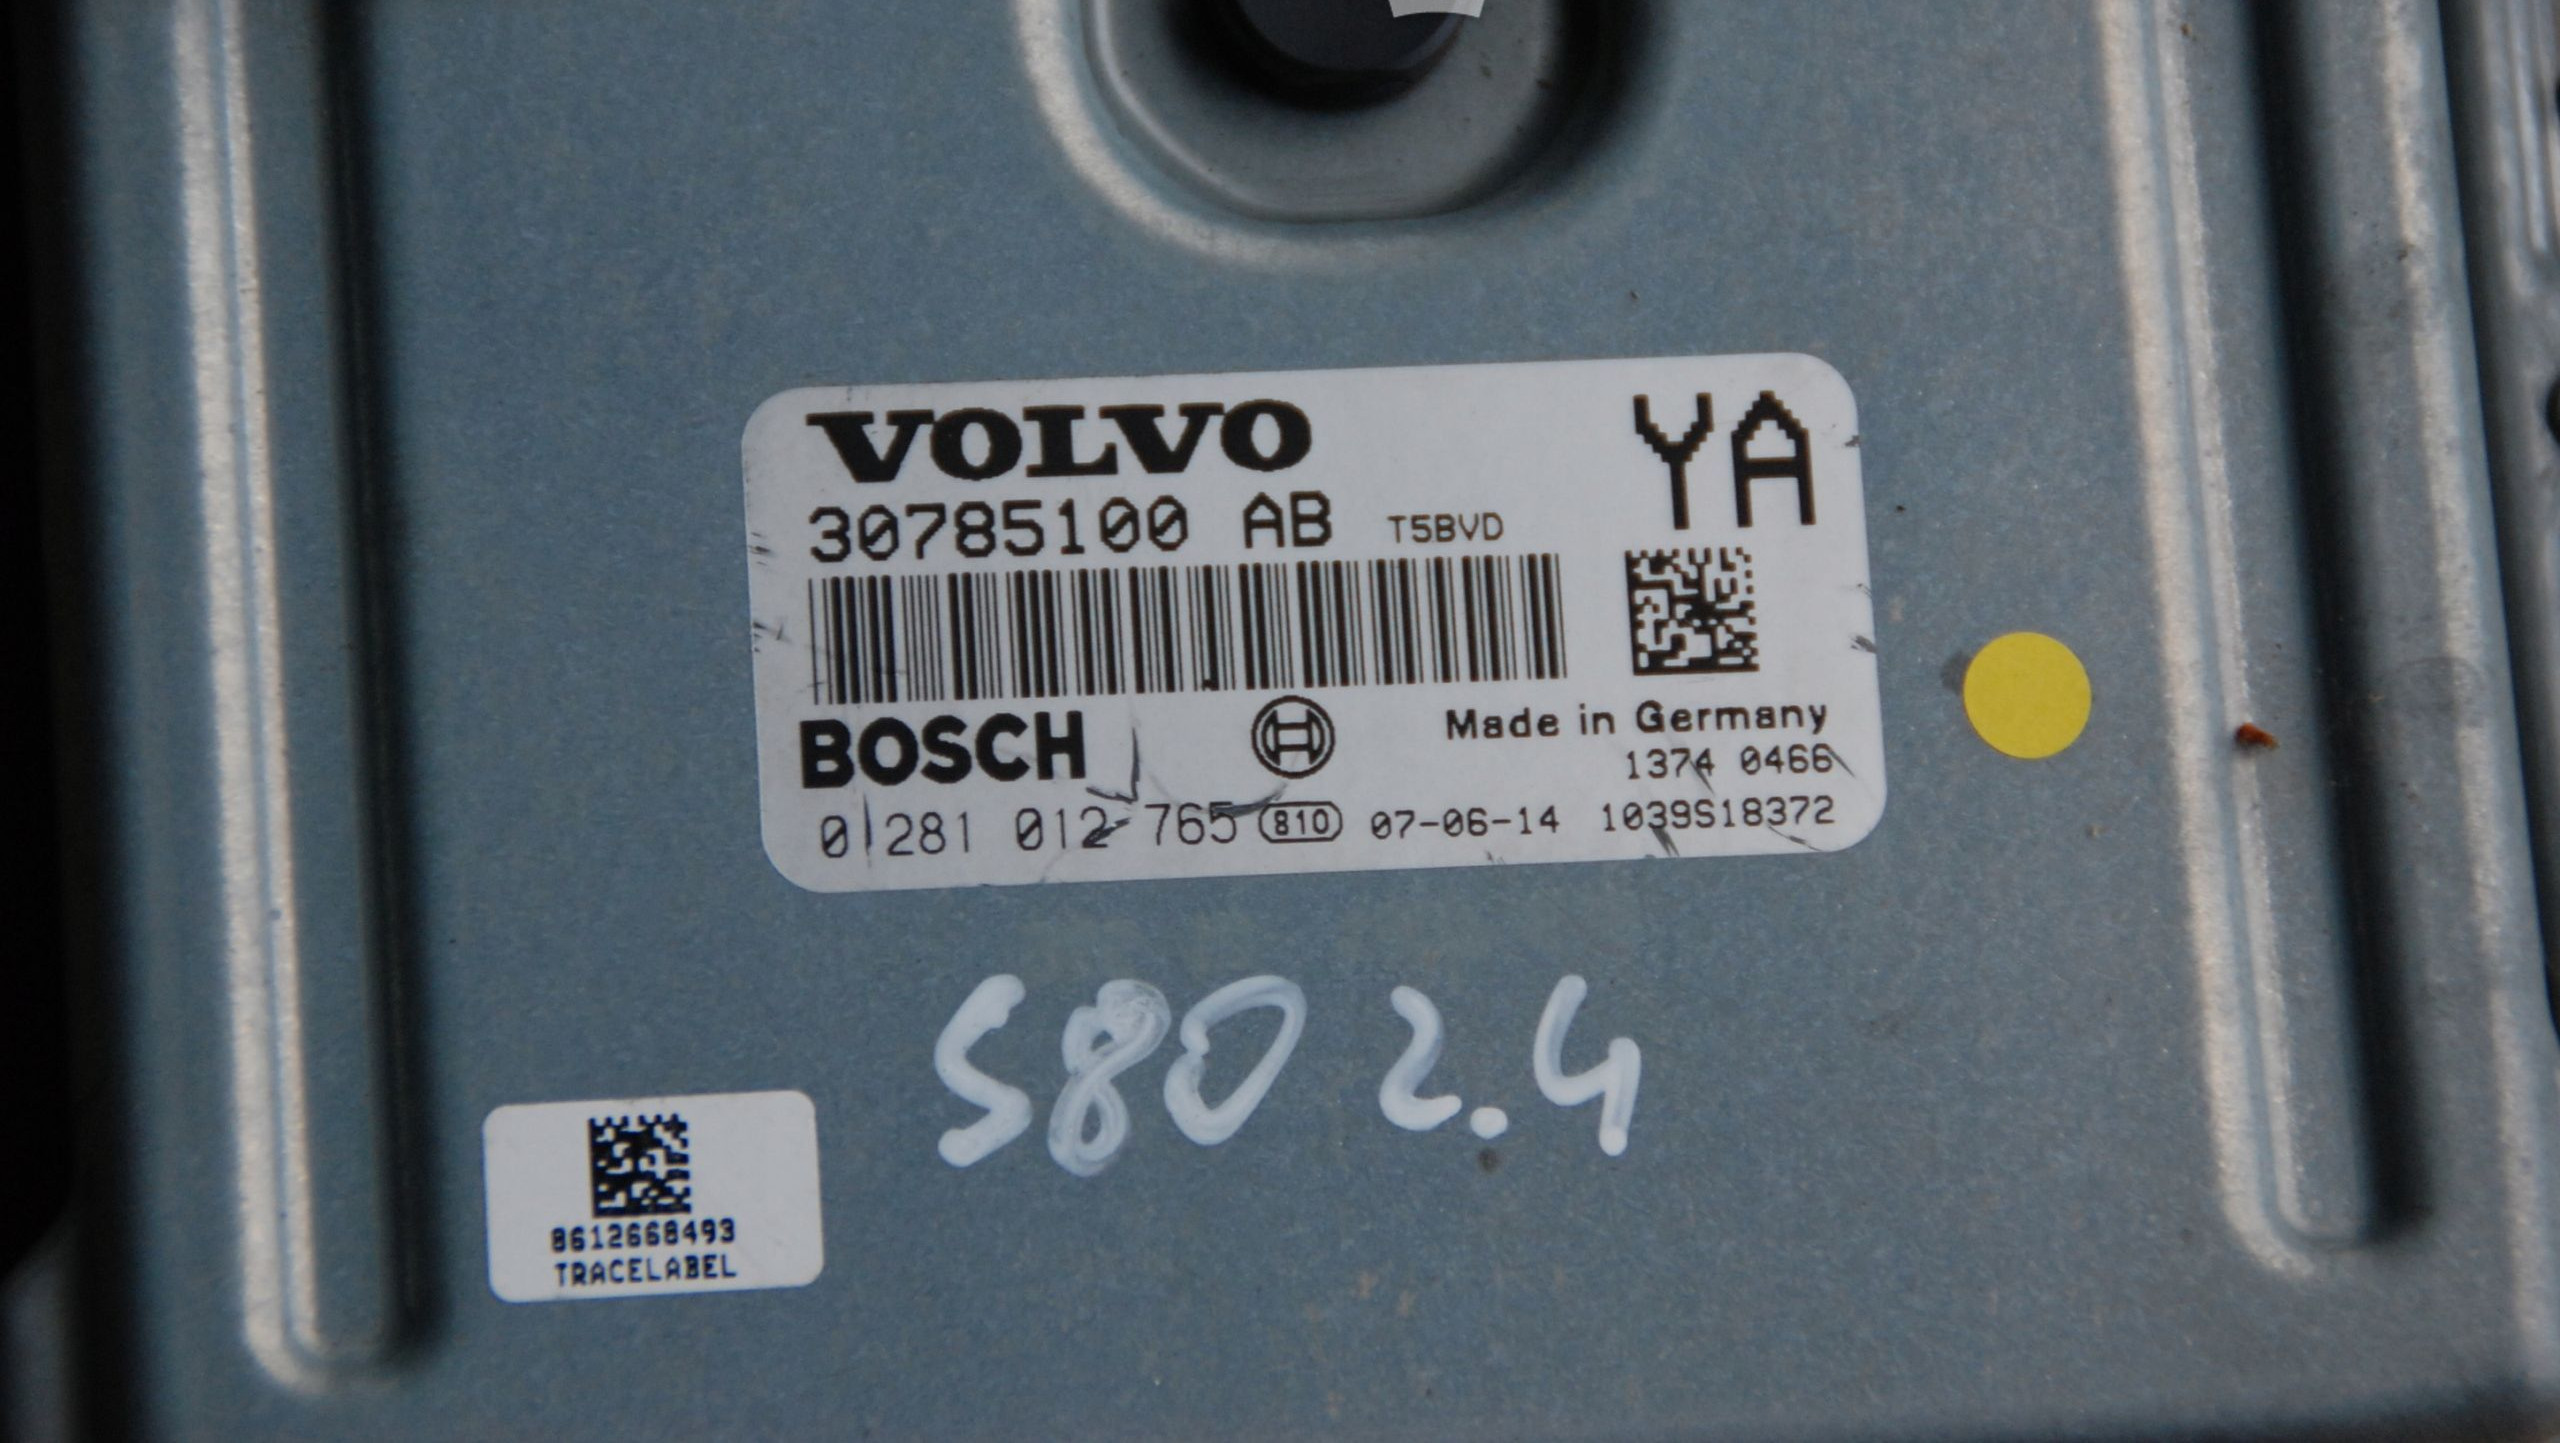 VOLVO YA
30785100 AB T5BVD
BOSCH Made in Germany
1374 0466
0 281 012 765 810 07-06-14 1039S18372
S80 2.4
8612668493
TRACELABEL